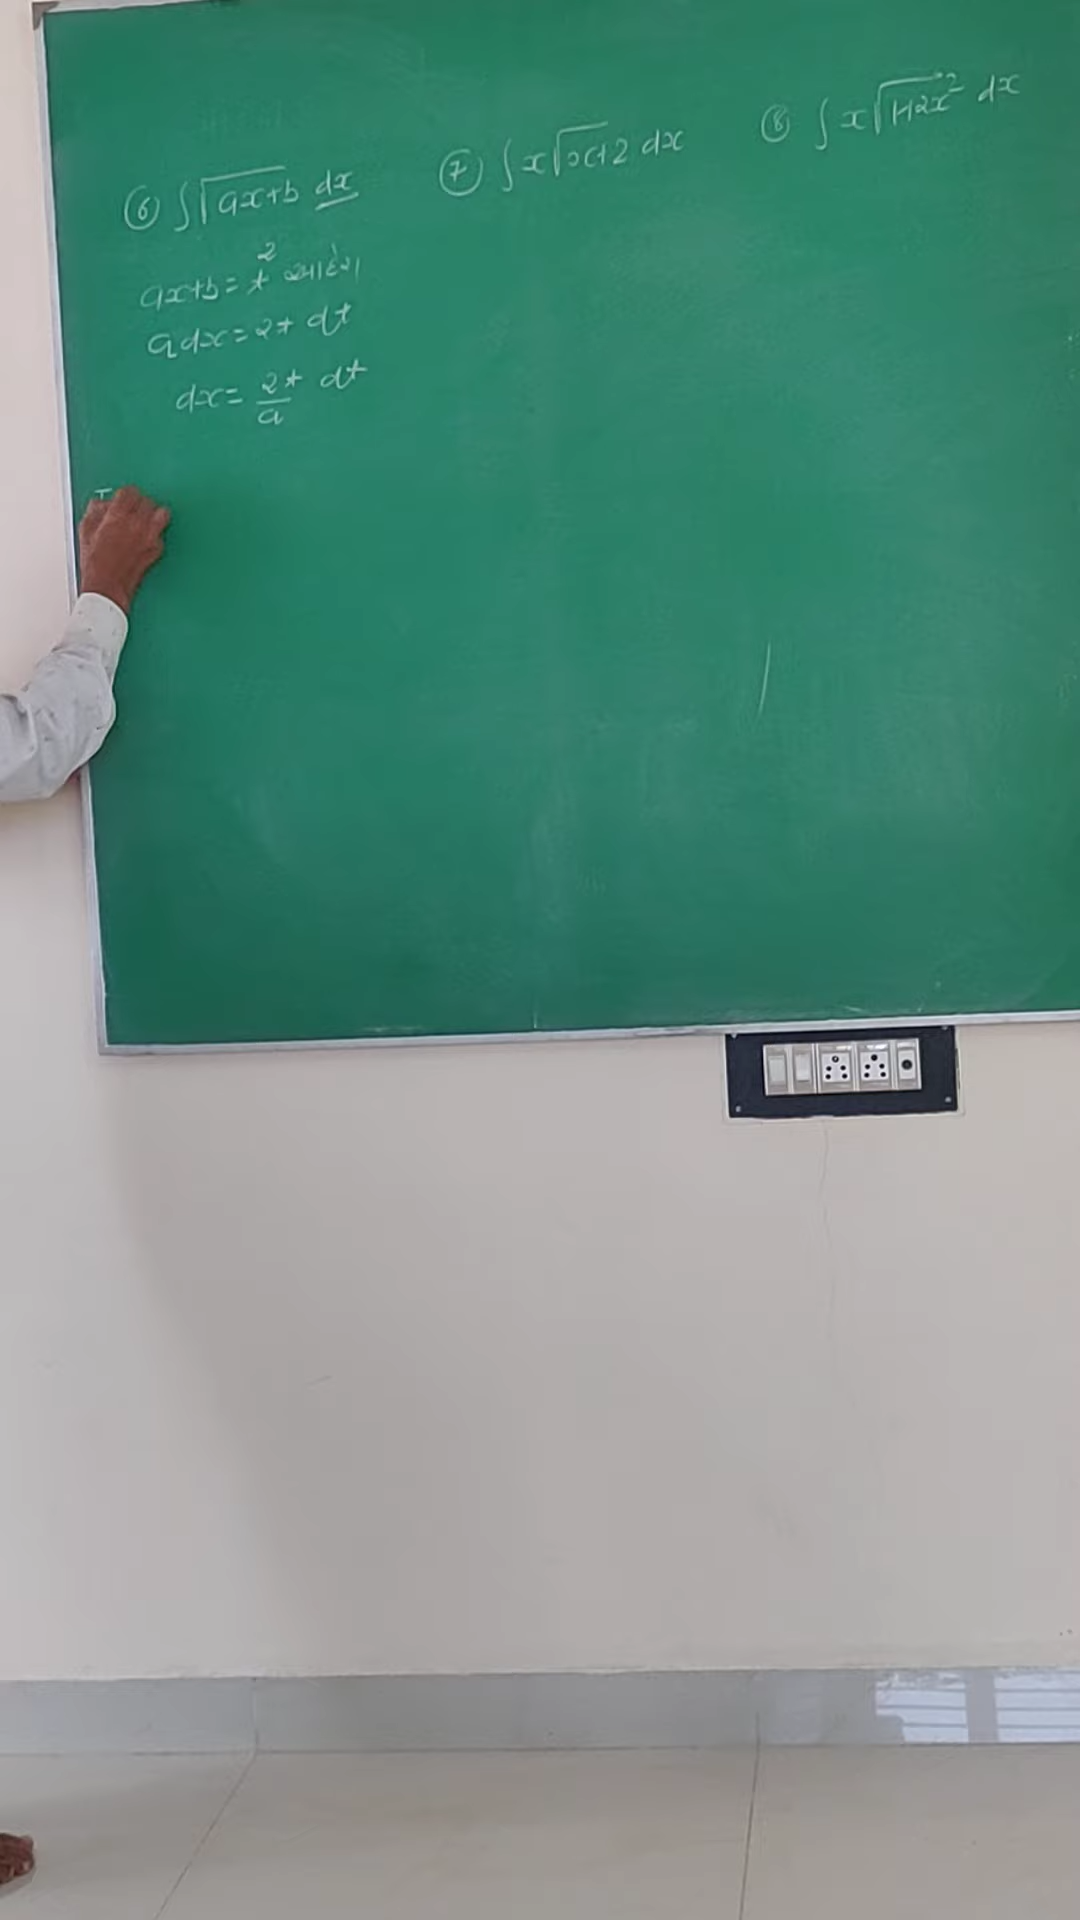 ⑥ ∫√ax+b dx
ax+b = t² આદેશ
a dx = 2t dt
dx = 2t/a dt
I
⑦ ∫x√x+2 dx
⑧ ∫x√1+2x² dx